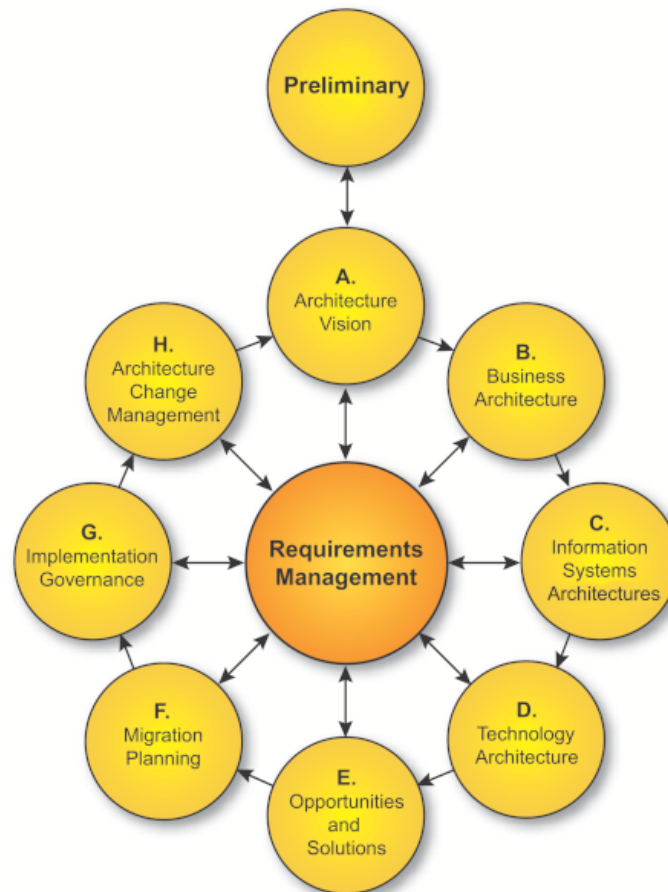 Preliminary
A.
Architecture
Vision
B.
Business
Architecture
C.
Information
Systems
Architectures
D.
Technology
Architecture
E.
Opportunities
and
Solutions
F.
Migration
Planning
G.
Implementation
Governance
H.
Architecture
Change
Management
Requirements
Management